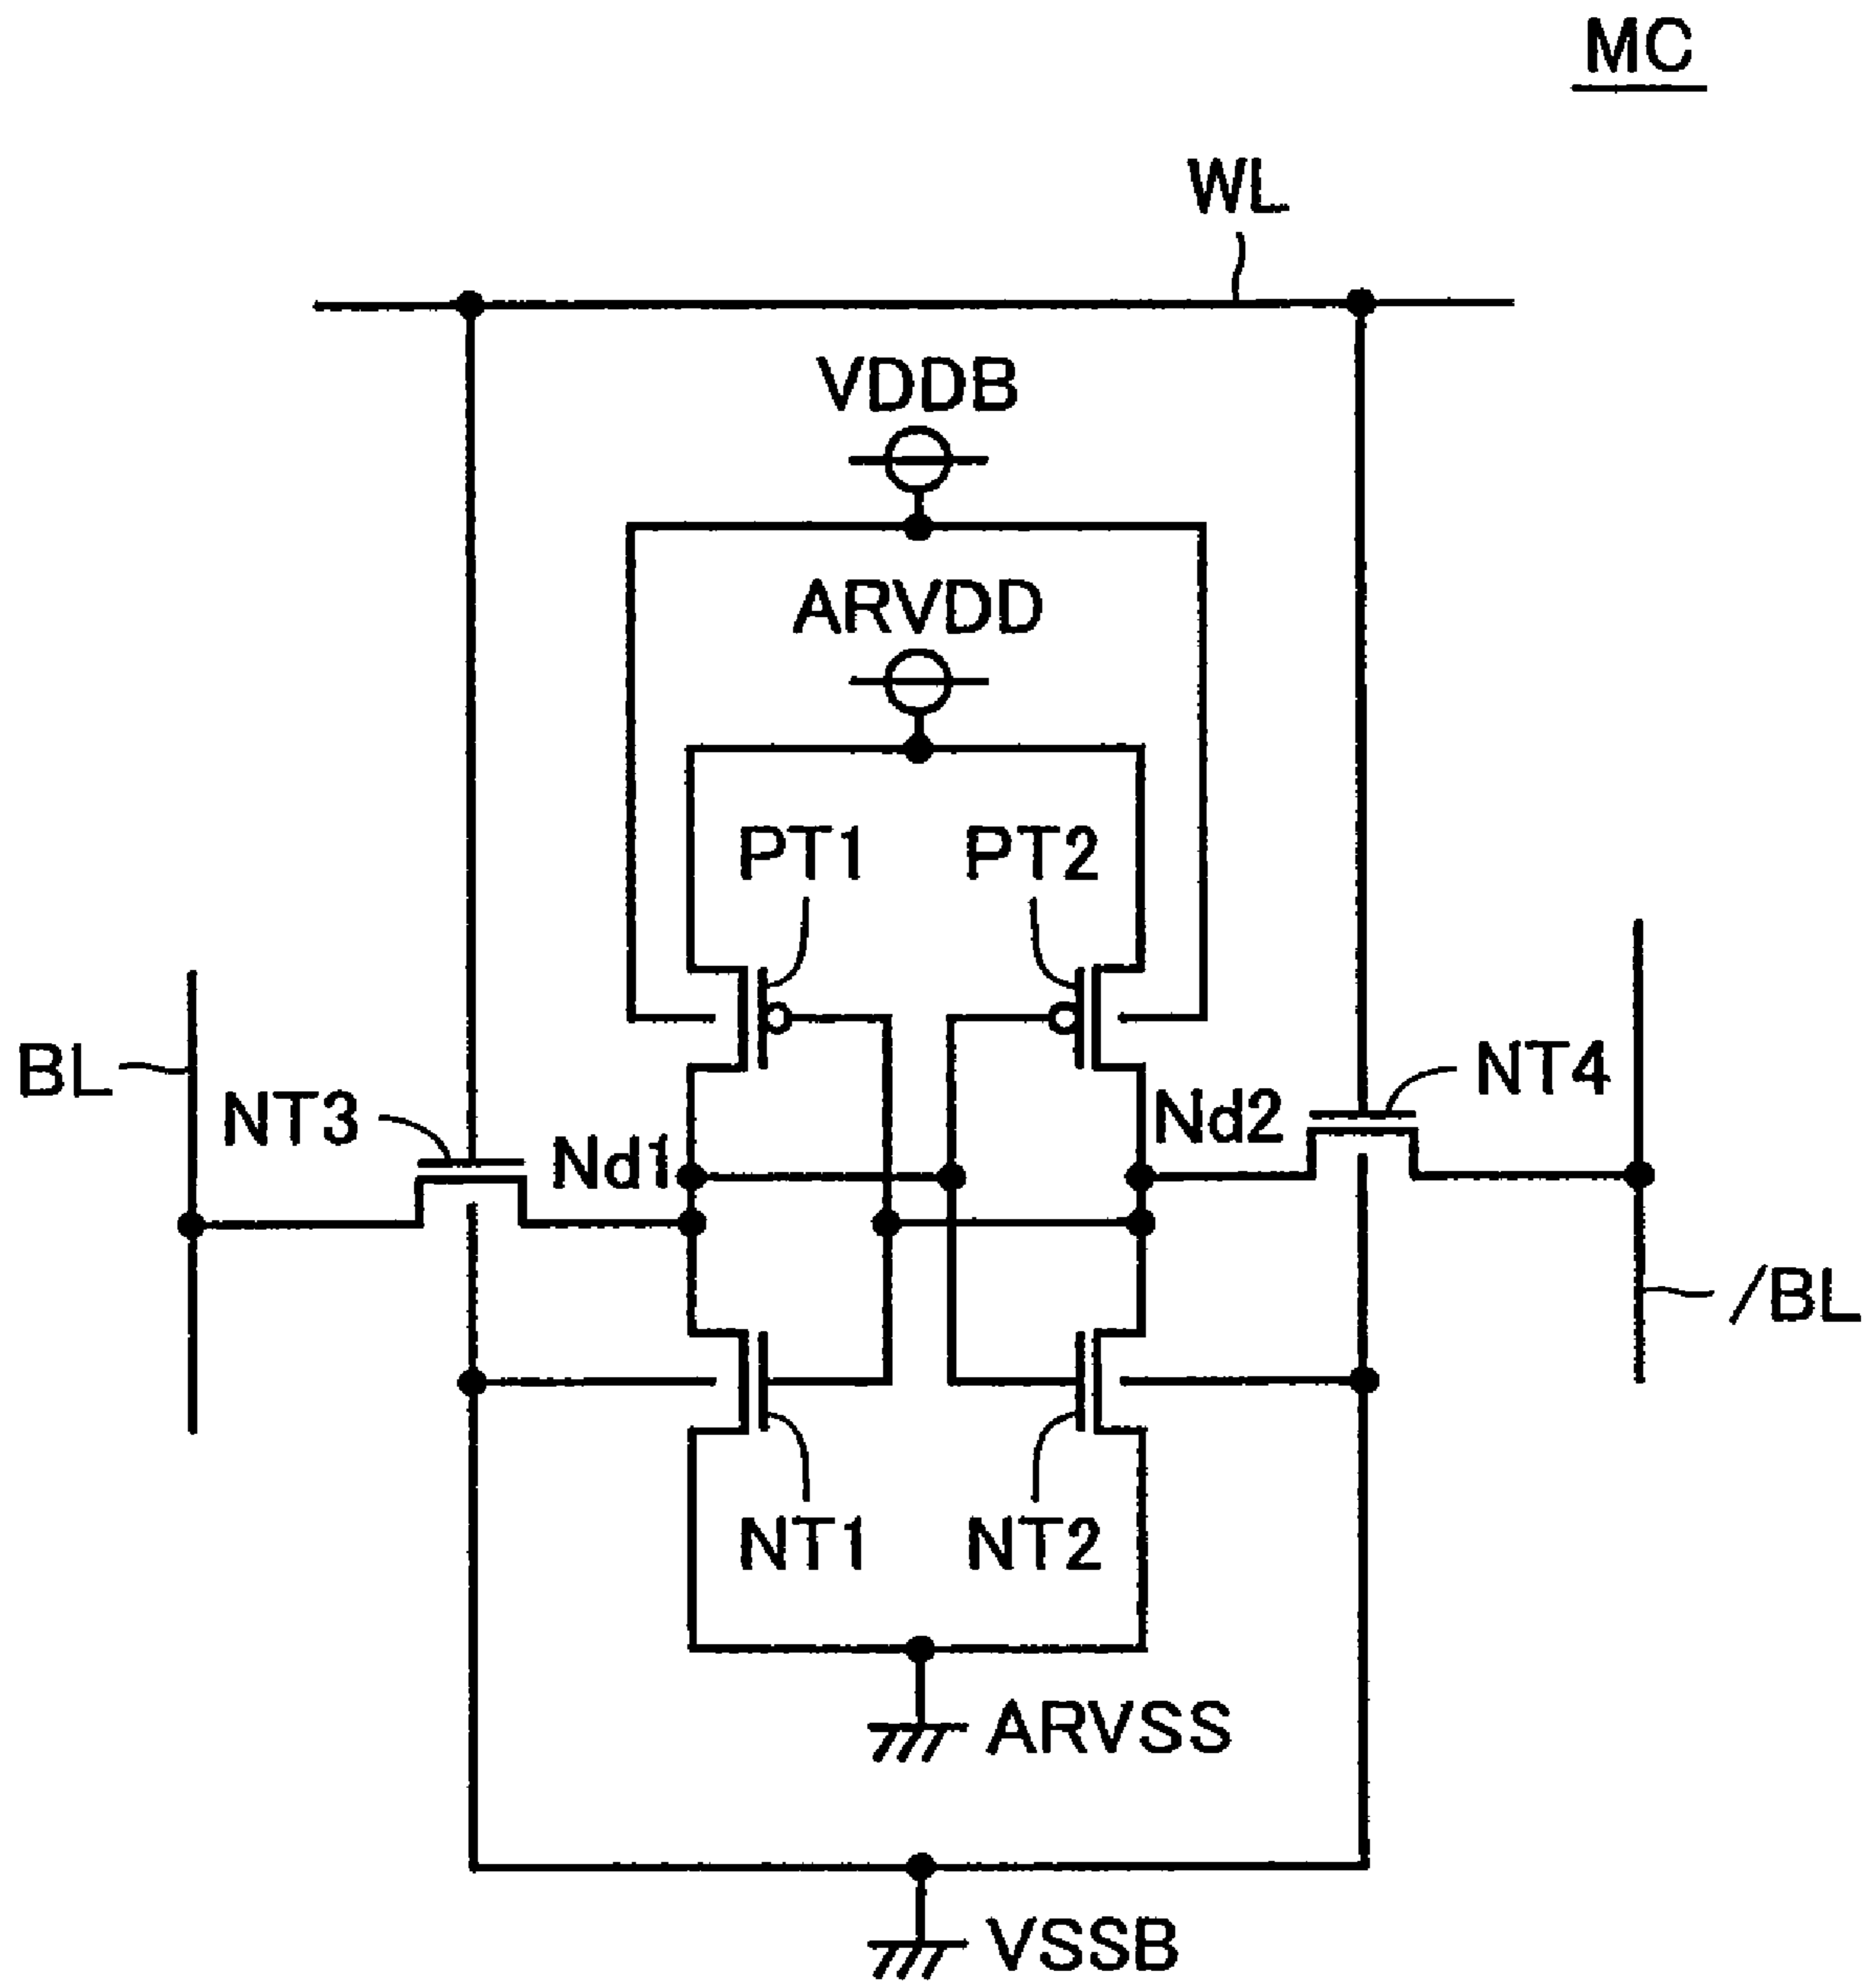 MC
WL
VDDB
ARVDD
PT1 PT2
BL
NT3
Nd1
Nd2
NT4
/BL
NT1 NT2
ARVSS
VSSB